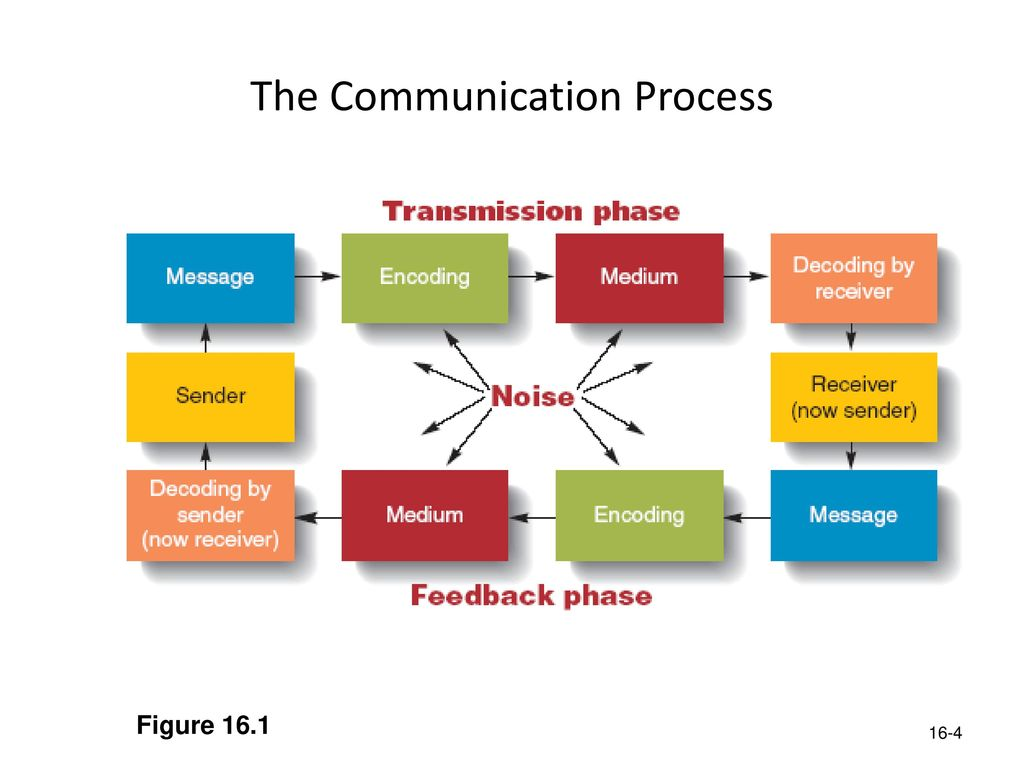 The Communication Process
Transmission phase
Message
Encoding
Medium
Decoding by
receiver
Sender
Noise
Receiver
(now sender)
Decoding by
sender
(now receiver)
Medium
Encoding
Message
Feedback phase
Figure 16.1
16-4